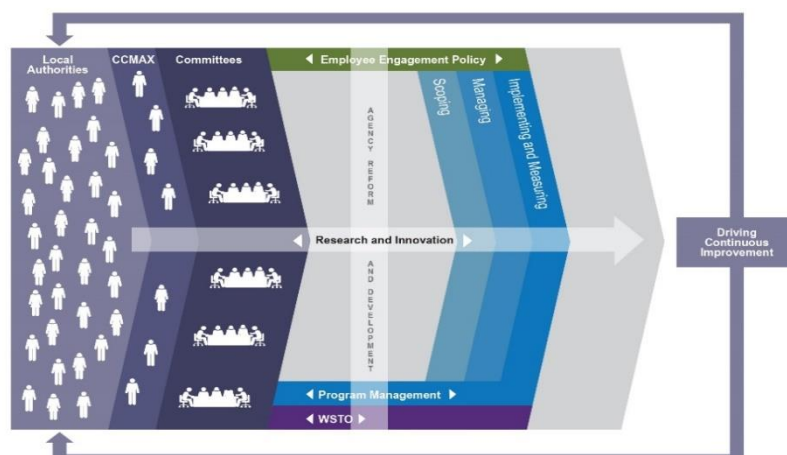 Local
Authorities
CCMAX
Committees
Employee Engagement Policy
Scoping
Managing
Implementing and Measuring
AGENCY REFORM
Research and Innovation
AND DEVELOPMENT
Driving
Continuous
Improvement
Program Management
WSTO